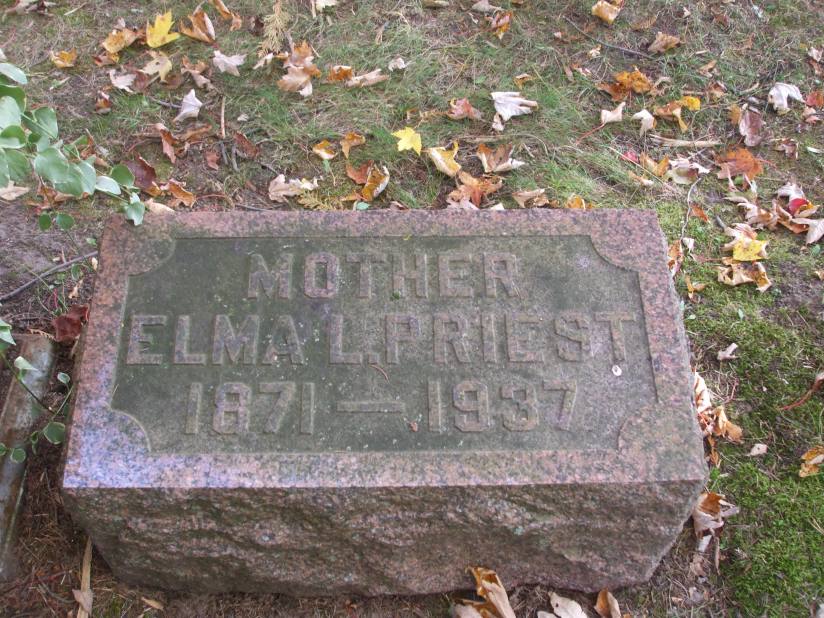 MOTHER
ELMA L. PRIEST
1871 — 1937